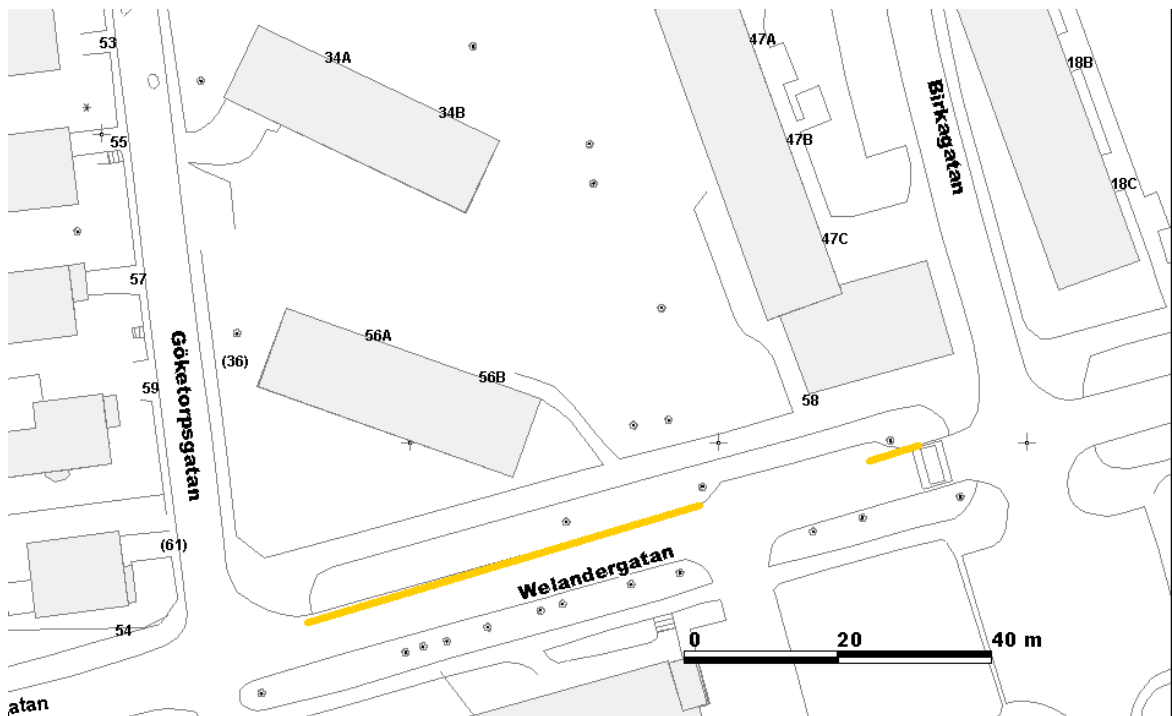 53
34A
47A
18B
34B
Birkagatan
55
47B
18C
47C
57
56A
Göketorpsgatan
(36)
56B
59
58
(61)
Welandergatan
54
0 20 40 m
atan